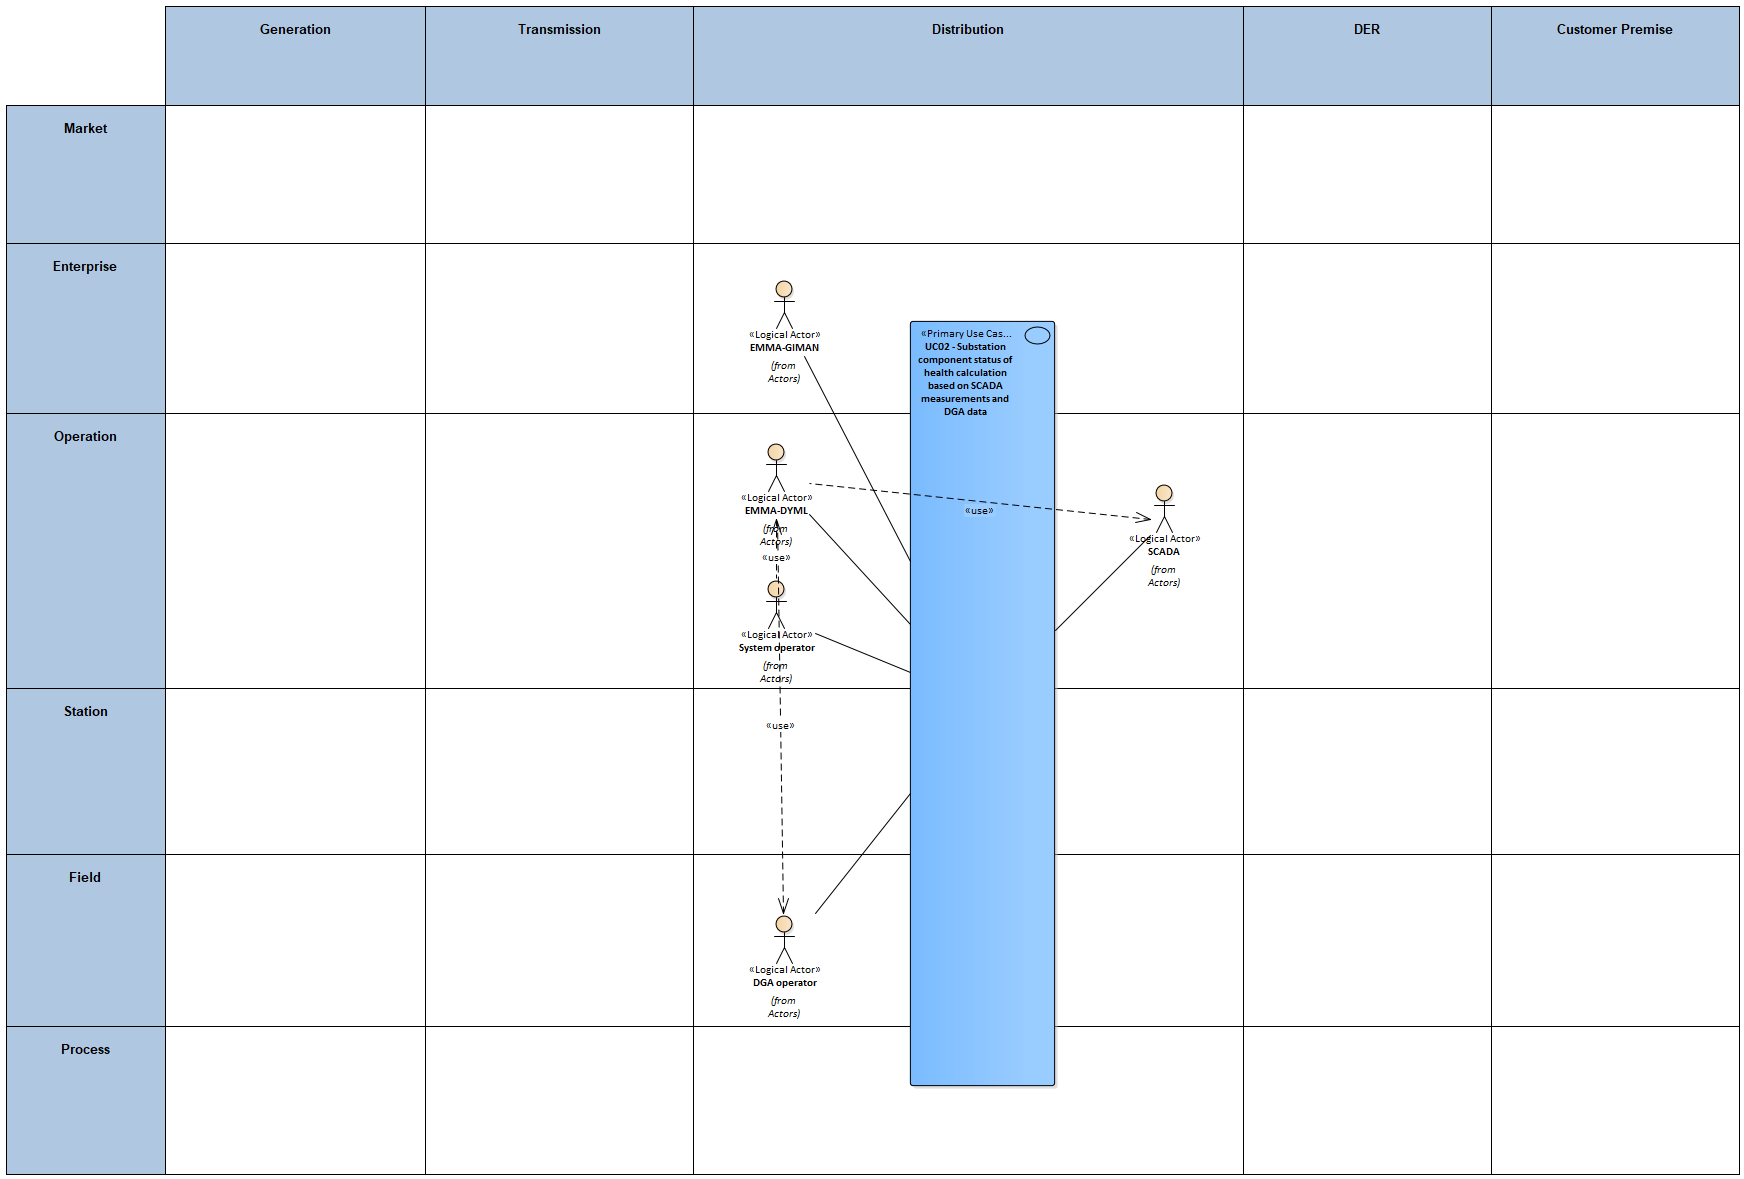 Generation
Transmission
Distribution
DER
Customer Premise
Market
Enterprise
«Logical Actor»
EMMA-GIMAN
(from
Actors)
«Primary Use Cas...
UC02 - Substation
component status of
health calculation
based on SCADA
measurements and
DGA data
Operation
«Logical Actor»
EMMA-DYML
(from
Actors)
«use»
«use»
«Logical Actor»
SCADA
(from
Actors)
«Logical Actor»
System operator
(from
Actors)
Station
«use»
Field
«Logical Actor»
DGA operator
(from
Actors)
Process